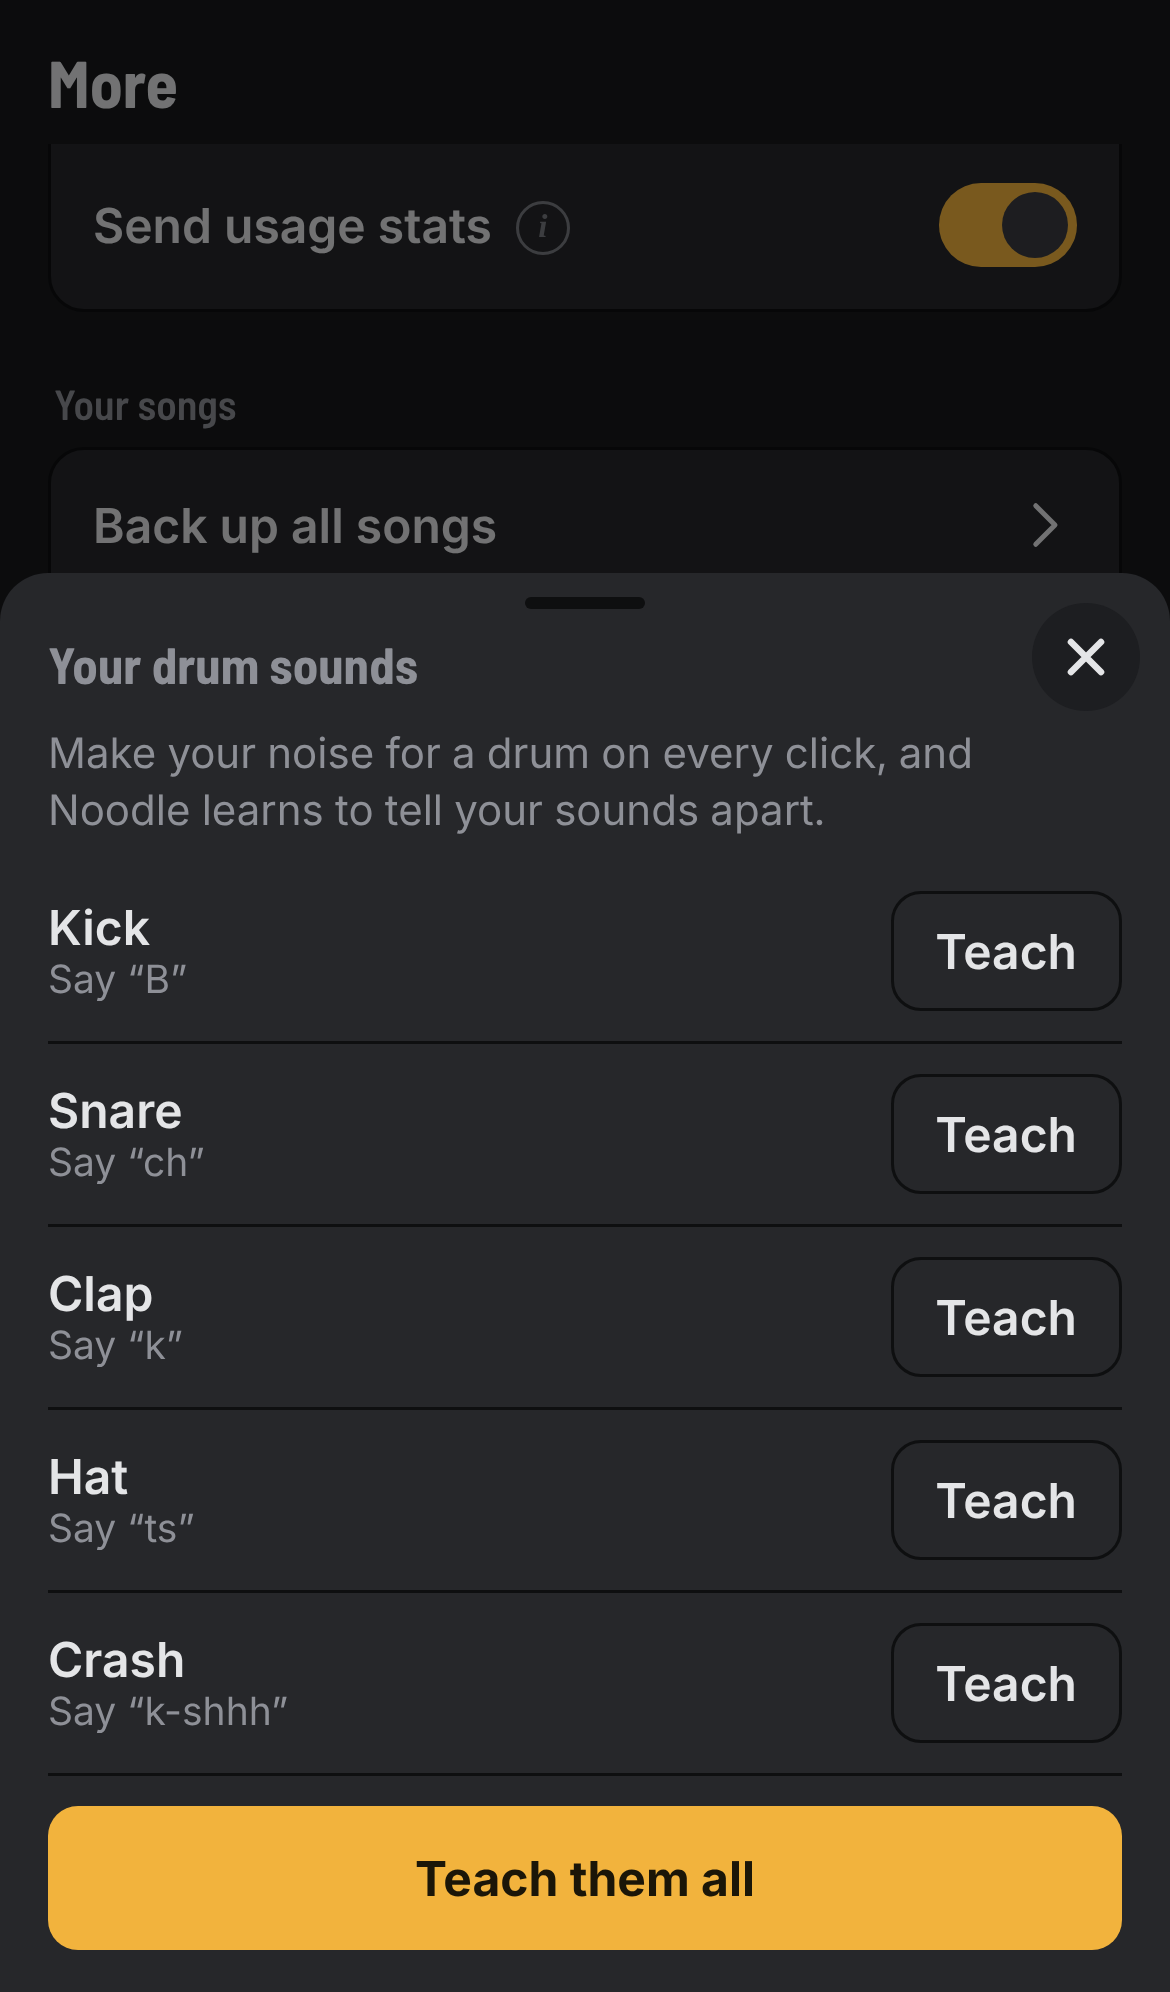 More
Send usage stats i
Your songs
Back up all songs
Your drum sounds
Make your noise for a drum on every click, and
Noodle learns to tell your sounds apart.
Kick
Say “B”
Teach
Snare
Say “ch”
Teach
Clap
Say “k”
Teach
Hat
Say “ts”
Teach
Crash
Say “k-shhh”
Teach
Teach them all